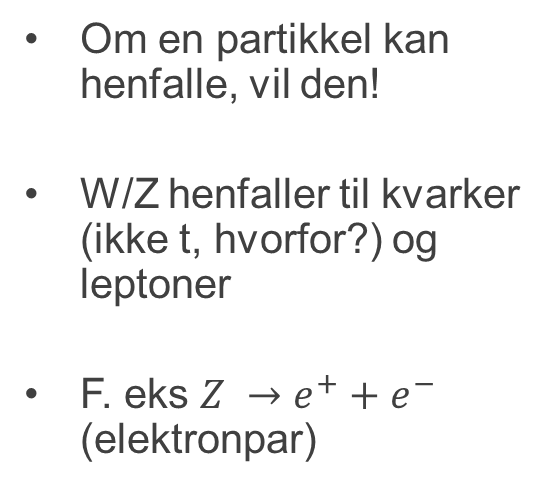 • Om en partikkel kan
henfalle, vil den!
• W/Z henfaller til kvarker
(ikke t, hvorfor?) og
leptoner
• F. eks Z → e⁺ + e⁻
(elektronpar)